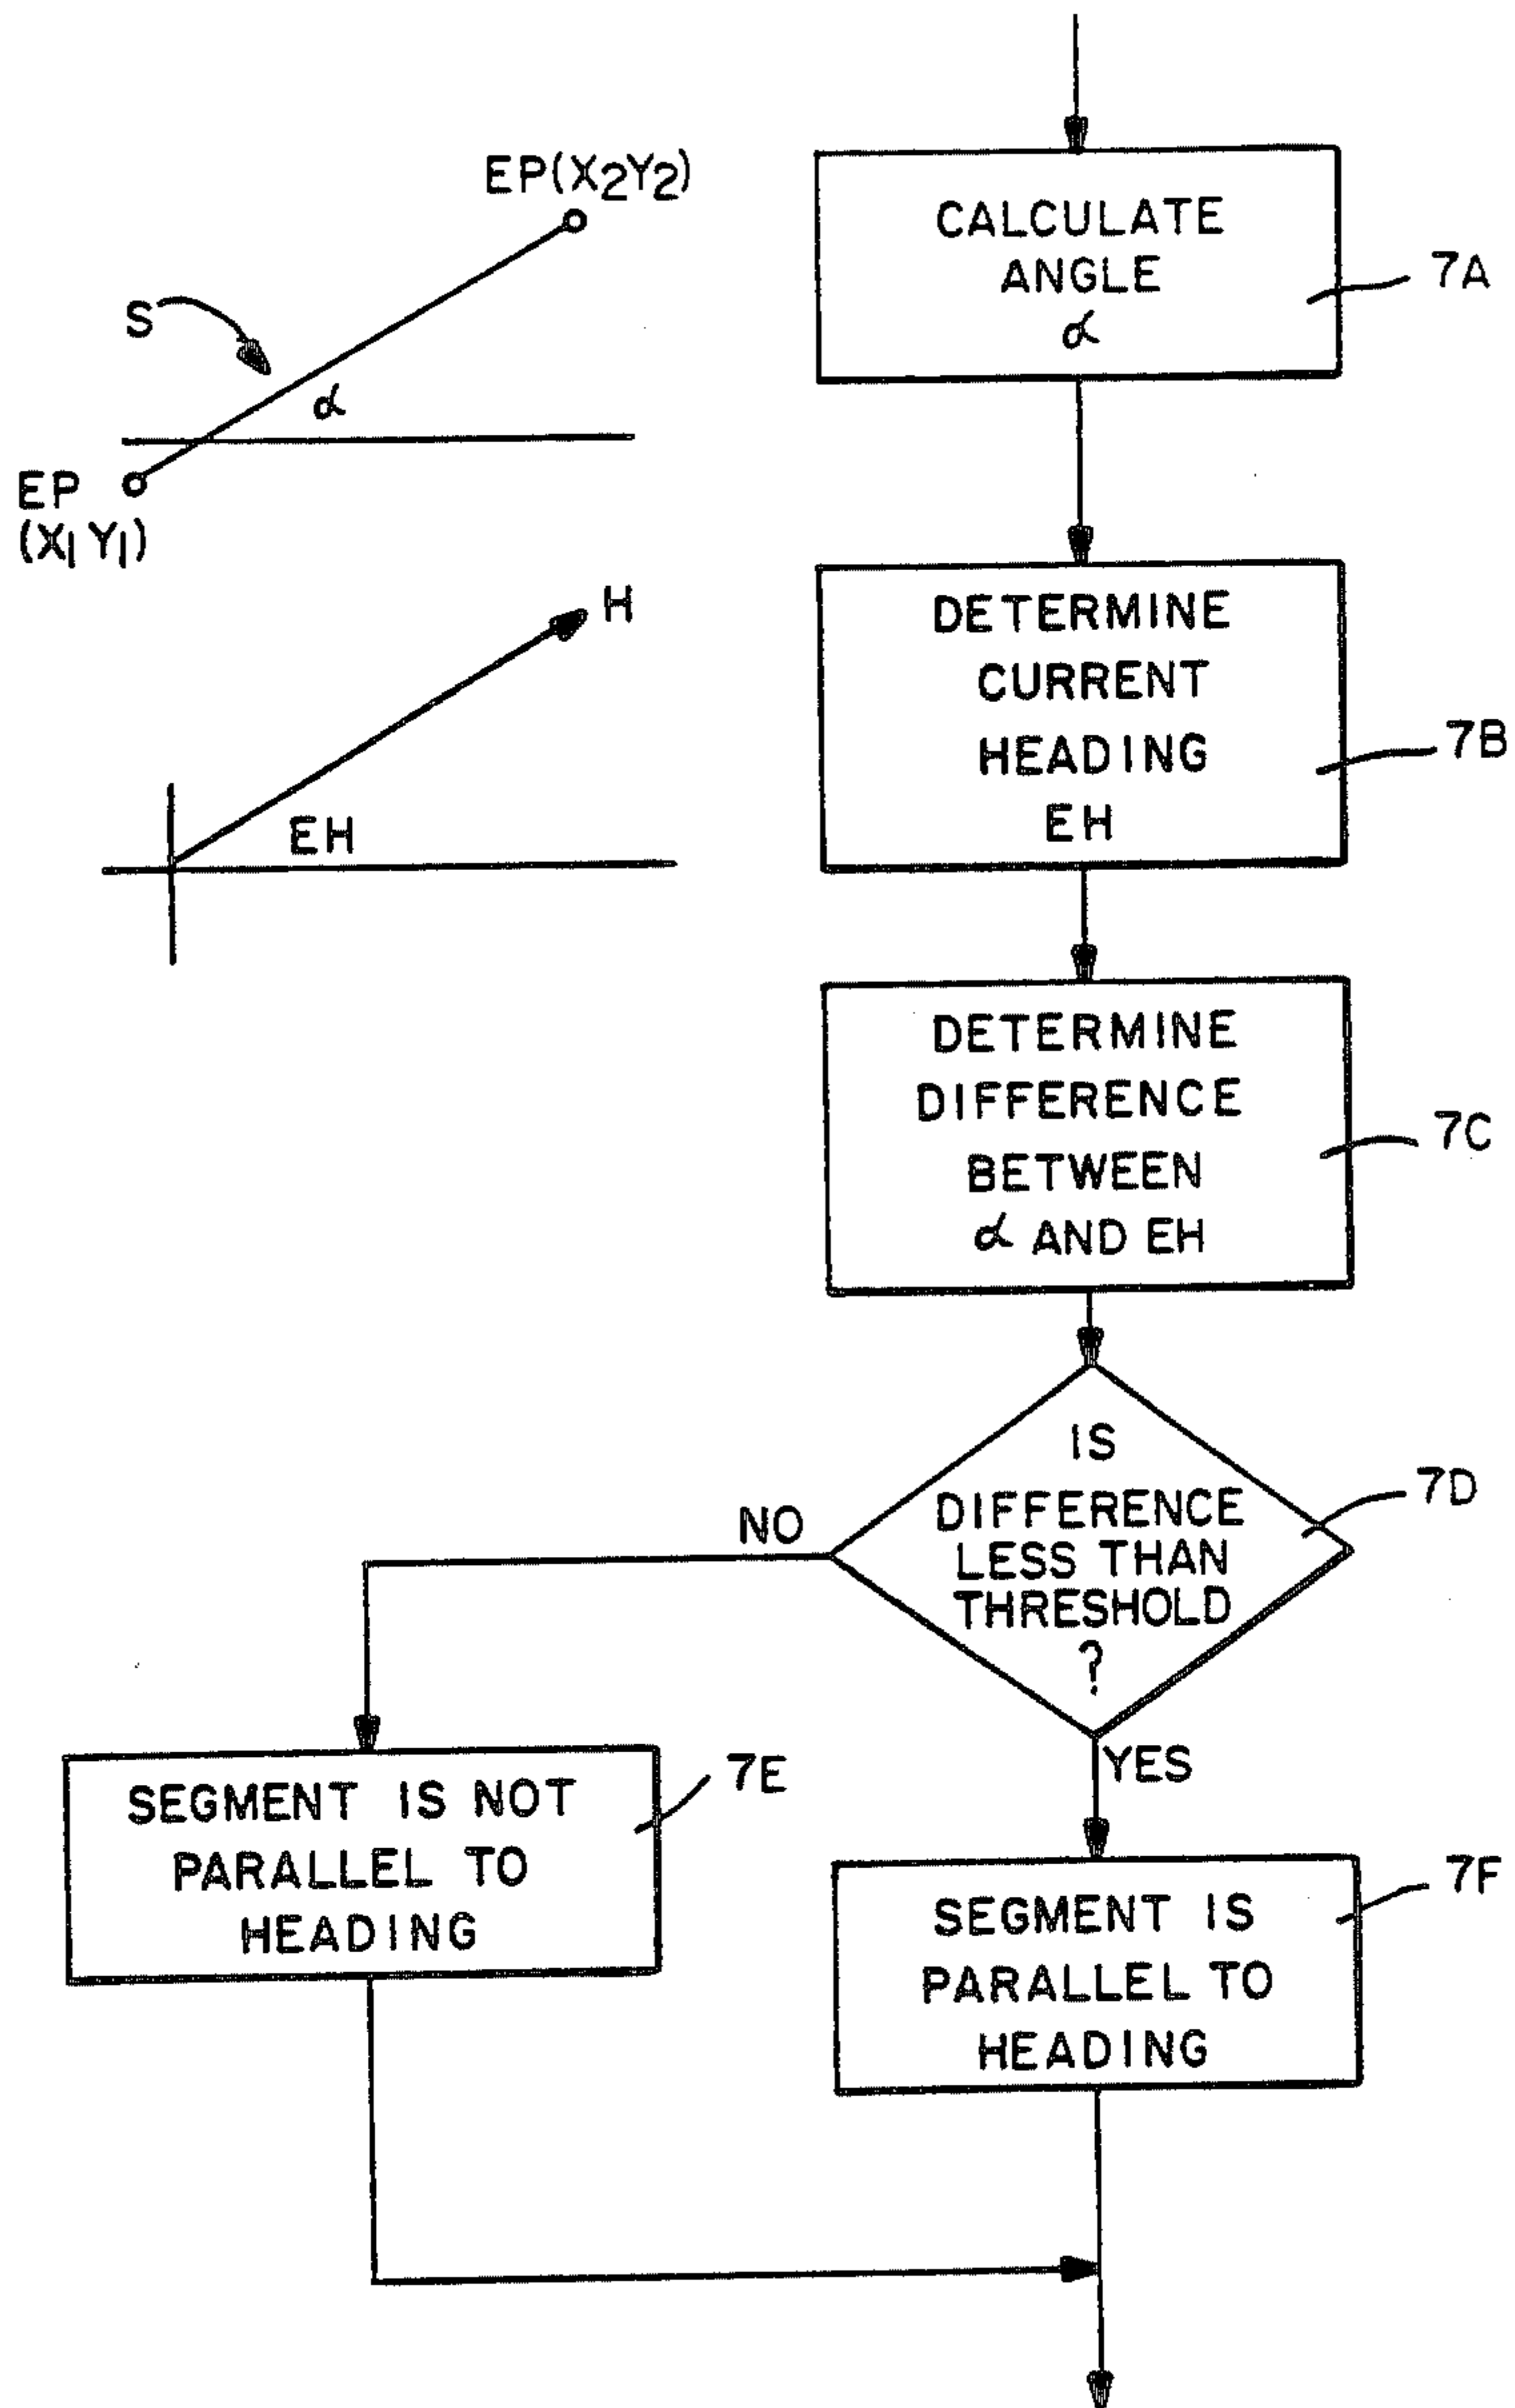 EP(X2Y2)
S
α
EP
(X1 Y1)
H
EH
CALCULATE
ANGLE
α
7A
DETERMINE
CURRENT
HEADING
EH
7B
DETERMINE
DIFFERENCE
BETWEEN
α AND EH
7C
IS
DIFFERENCE
LESS THAN
THRESHOLD
?
7D
NO
YES
SEGMENT IS NOT
PARALLEL TO
HEADING
7E
SEGMENT IS
PARALLEL TO
HEADING
7F